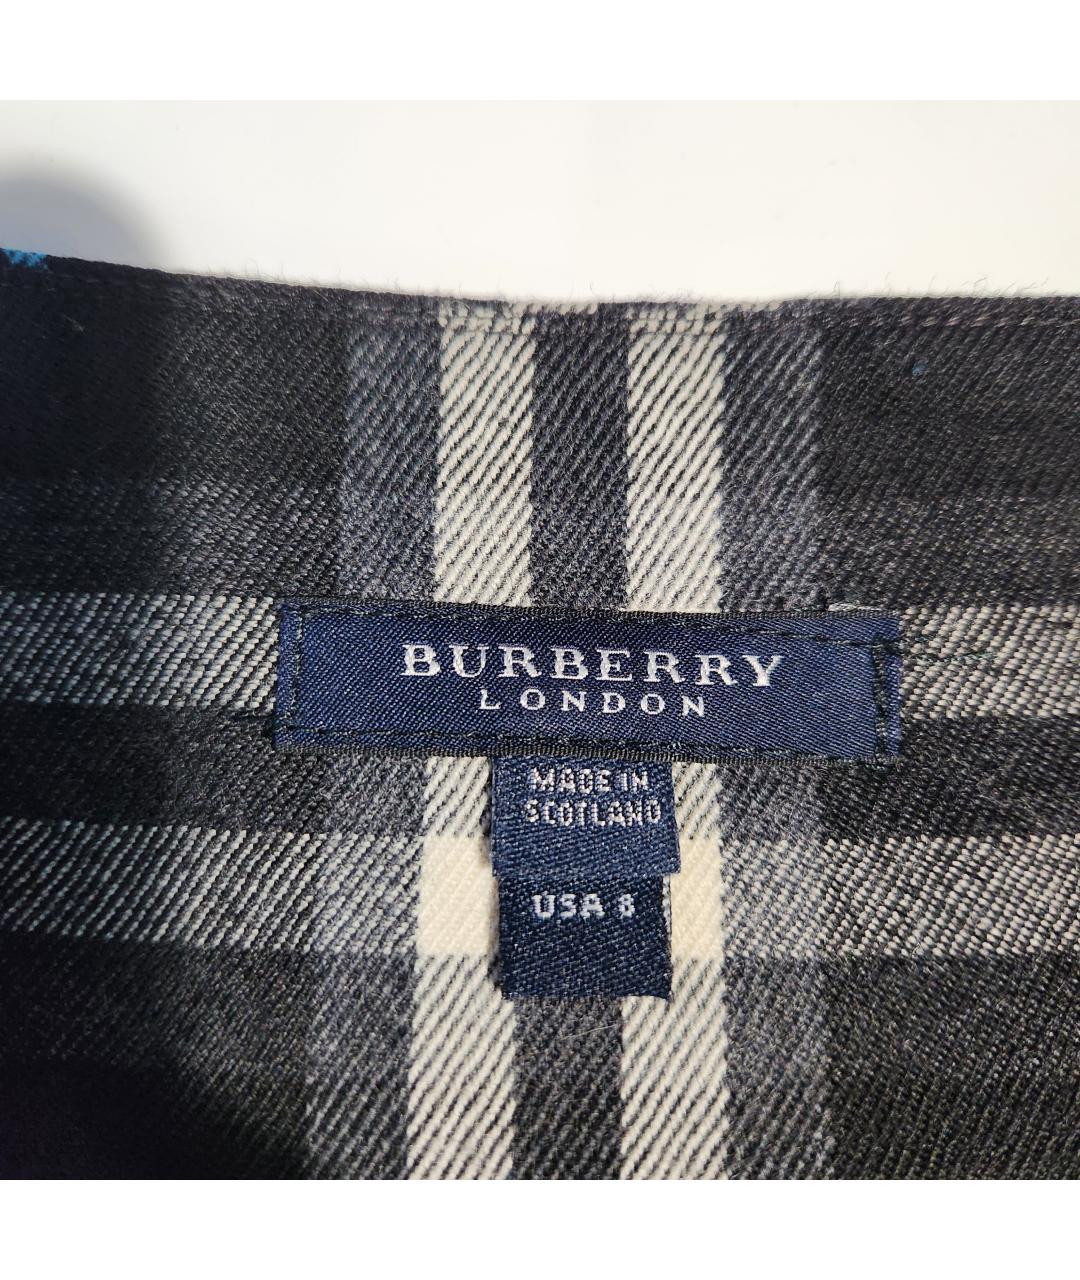 BURBERRY
LONDON
MADE IN
SCOTLAND
USA 8